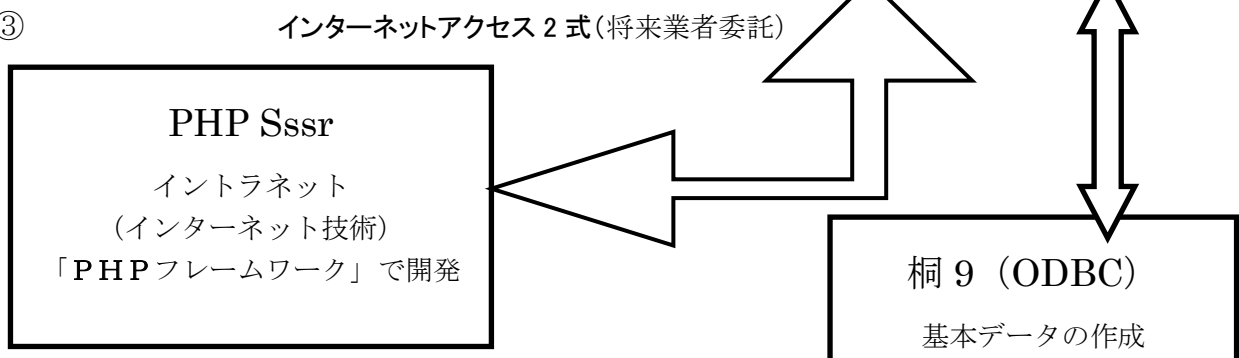 ③ インターネットアクセス 2 式(将来業者委託)
PHP Sssr
イントラネット
(インターネット技術)
「PHPフレームワーク」で開発
桐 9(ODBC)
基本データの作成